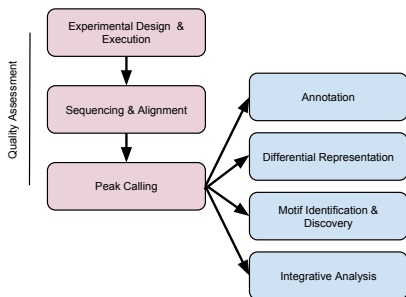 Quality Assessment
Experimental Design &
Execution
Sequencing & Alignment
Peak Calling
Annotation
Differential Representation
Motif Identification &
Discovery
Integrative Analysis